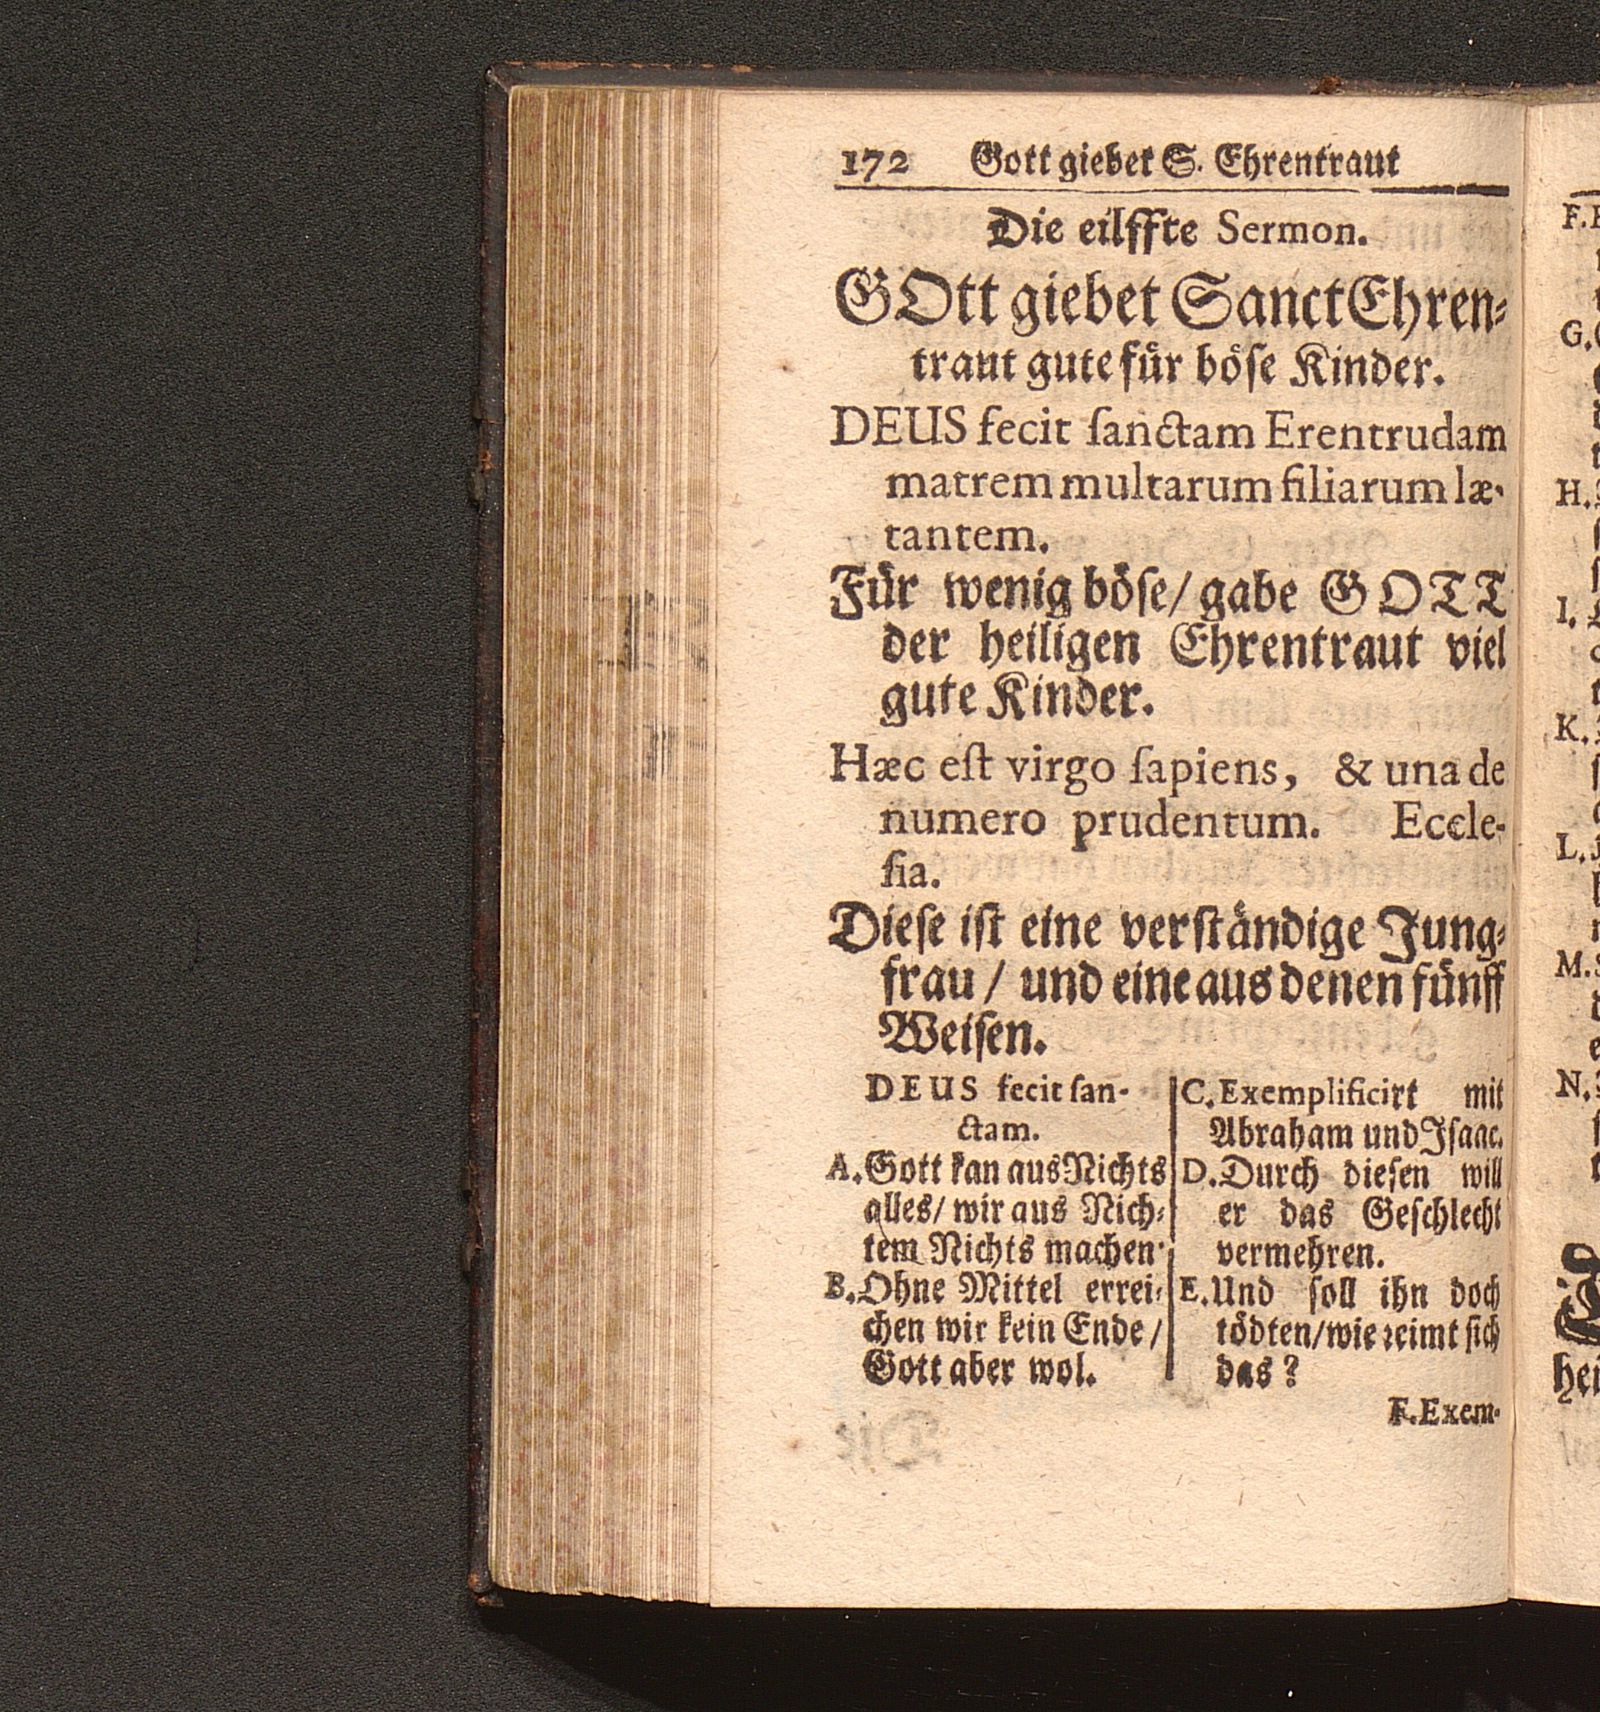 172 Gott giebet S. Ehrentraut
Die eilffte Sermon.
GOtt giebet Sanct Ehren⸗
traut gute für böſe Kinder.
DEUS fecit ſanctam Erentrudam
matrem multarum filiarum læ-
tantem.
Für wenig böſe/ gabe GOTT
der heiligen Ehrentraut viel
gute Kinder.
Hæc eſt virgo ſapiens, & una de
numero prudentum. Eccle-
ſia.
Dieſe iſt eine verſtändige Jung⸗
frau / und eine aus denen fünff
Weiſen.
DEUS fecit ſan-
ctam.
A. Gott kan aus Nichts
alles/ wir aus Nich⸗
tem Nichts machen.
B. Ohne Mittel errei⸗
chen wir kein Ende /
Gott aber wol.
C. Exemplificirt mit
Abraham und Iſaac.
D. Durch dieſen will
er das Geſchlecht
vermehren.
E. Und ſoll ihn doch
tödten/ wie reimt ſich
das?
F. Exem-
F.
G.
H.
I.
K.
L.
M.
N.
hei